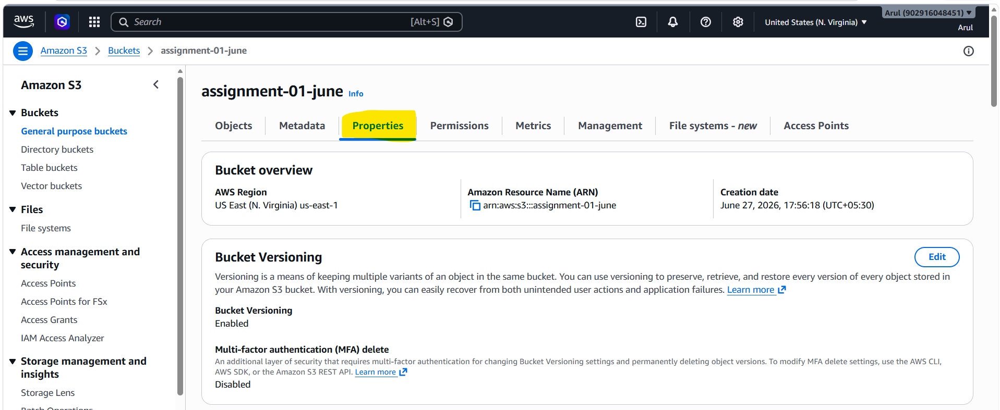 aws
Search [Alt+S]
United States (N. Virginia)
Arul (902916048451)
Arul
Amazon S3
Buckets
assignment-01-june
Amazon S3
Buckets
General purpose buckets
Directory buckets
Table buckets
Vector buckets
Files
File systems
Access management and
security
Access Points
Access Points for FSx
Access Grants
IAM Access Analyzer
Storage management and
insights
Storage Lens
Batch Operations
assignment-01-june Info
Objects Metadata Properties Permissions Metrics Management File systems - new Access Points
Bucket overview
AWS Region
US East (N. Virginia) us-east-1
Amazon Resource Name (ARN)
arn:aws:s3:::assignment-01-june
Creation date
June 27, 2026, 17:56:18 (UTC+05:30)
Bucket Versioning
Edit
Versioning is a means of keeping multiple variants of an object in the same bucket. You can use versioning to preserve, retrieve, and restore every version of every object stored in
your Amazon S3 bucket. With versioning, you can easily recover from both unintended user actions and application failures. Learn more
Bucket Versioning
Enabled
Multi-factor authentication (MFA) delete
An additional layer of security that requires multi-factor authentication for changing Bucket Versioning settings and permanently deleting object versions. To modify MFA delete settings, use the AWS CLI,
AWS SDK, or the Amazon S3 REST API. Learn more
Disabled